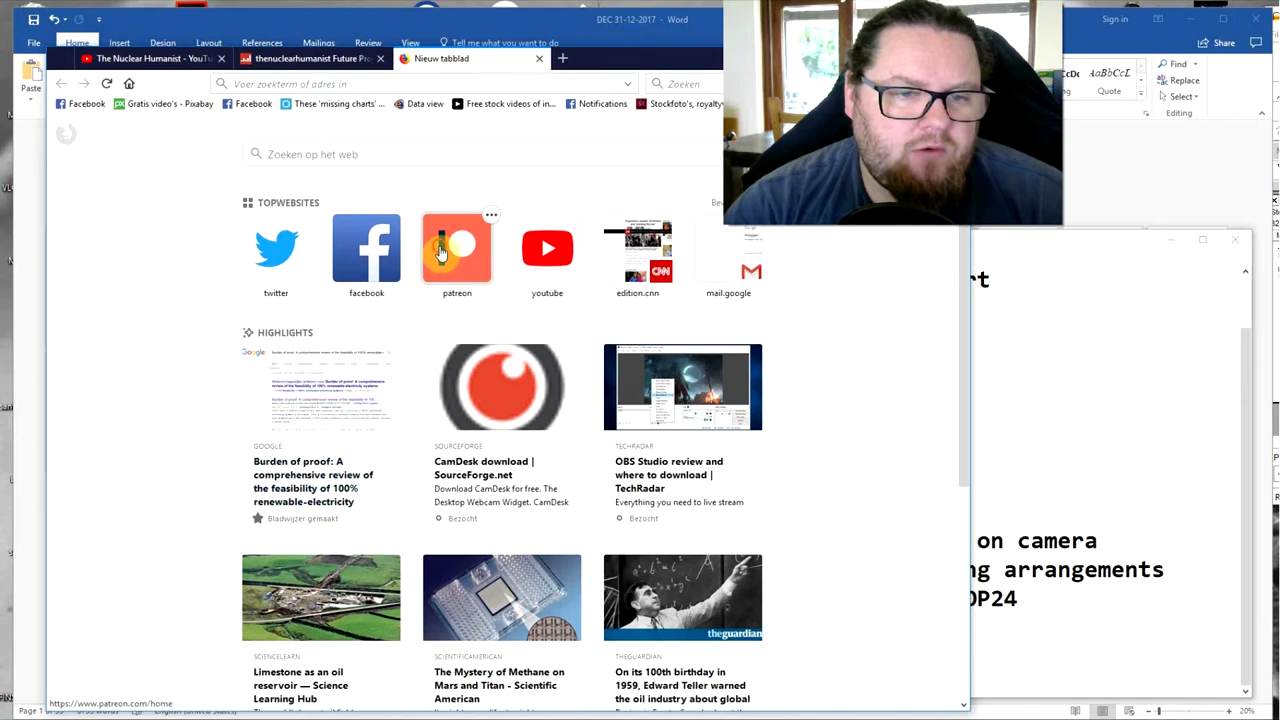 DEC 31-12-2017 - Word
Sign in
File Home Insert Design Layout References Mailings Review View Tell me what you want to do
Share
The Nuclear Humanist - YouTu
thenuclearhumanist Future Pro
Nieuw tabblad
Paste
Voer zoekterm of adres in
Zoeken
Facebook
Gratis video's - Pixabay
Facebook
These 'missing charts'...
Data view
Free stock videos of in...
Notifications
Stockfoto's, royalty
Find
Replace
Select
Editing
AaBbCcL
Quote
Zoeken op het web
TOPWEBSITES
twitter
facebook
patreon
youtube
edition.cnn
mail.google
CNN
HIGHLIGHTS
Google
GOOGLE
Burden of proof: A
comprehensive review of
the feasibility of 100%
renewable-electricity
Bladwijzer gemaakt
SOURCEFORGE
CamDesk download |
SourceForge.net
Download CamDesk for free. The
Desktop Webcam Widget. CamDesk
Bezocht
TECHRADAR
OBS Studio review and
where to download |
TechRadar
Everything you need to live stream
Bezocht
SCIENCELEARN
Limestone as an oil
reservoir — Science
Learning Hub
SCIENTIFICAMERICAN
The Mystery of Methane on
Mars and Titan - Scientific
American
theguardian
THEGUARDIAN
On its 100th birthday in
1959, Edward Teller warned
the oil industry about global
rt
on camera
ng arrangements
OP24
https://www.patreon.com/home
20%